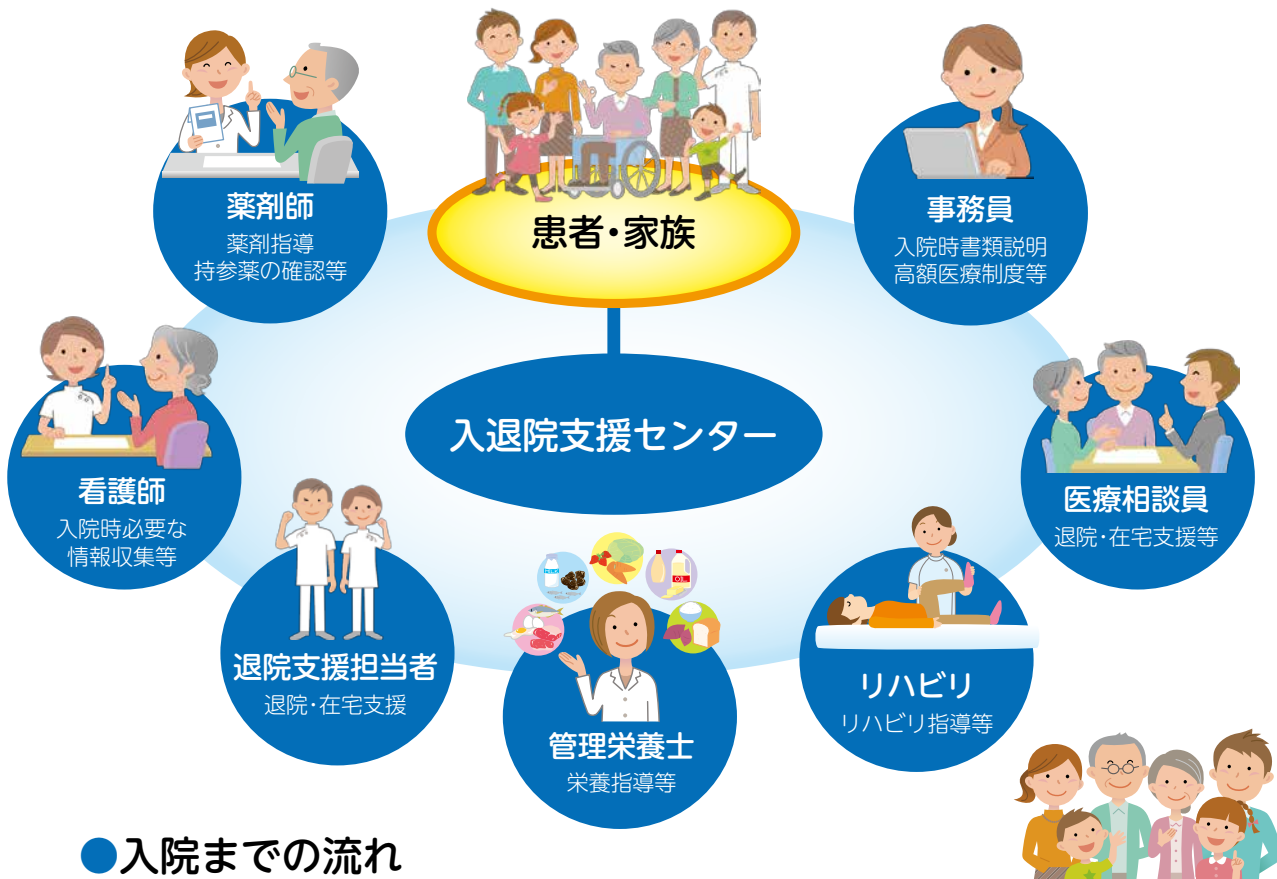 患者・家族
薬剤師
薬剤指導
持参薬の確認等
事務員
入院時書類説明
高額医療制度等
入退院支援センター
看護師
入院時必要な
情報収集等
医療相談員
退院・在宅支援等
退院支援担当者
退院・在宅支援
MILK
OIL
管理栄養士
栄養指導等
リハビリ
リハビリ指導等
●入院までの流れ